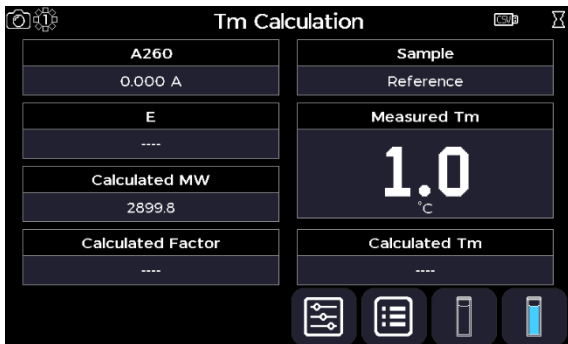 1
Tm Calculation
CSV
A260
0.000 A
Sample
Reference
E
----
Measured Tm
1.0
°C
Calculated MW
2899.8
Calculated Factor
----
Calculated Tm
----